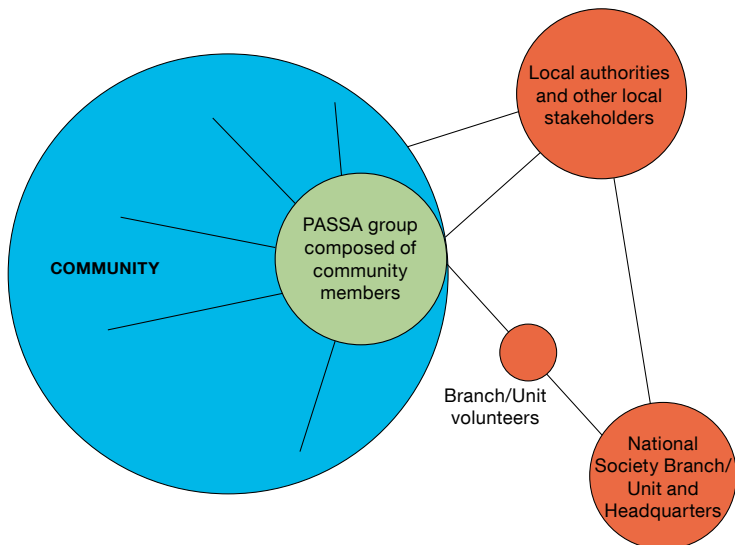 Local authorities
and other local
stakeholders
PASSA group
composed of
community
members
COMMUNITY
Branch/Unit
volunteers
National
Society Branch/
Unit and
Headquarters